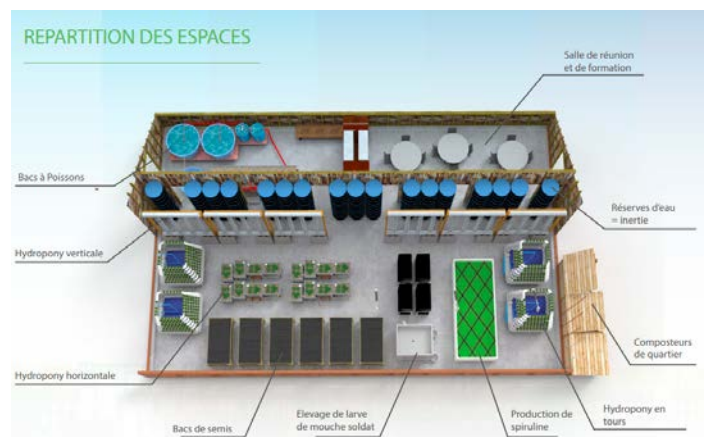 REPARTITION DES ESPACES
Salle de réunion
et de formation
Bacs à Poissons
Réserves d'eau
= inertie
Hydropony verticale
Composteurs
de quartier
Hydropony horizontale
Bacs de semis
Elevage de larve
de mouche soldat
Production de
spiruline
Hydropony en
tours